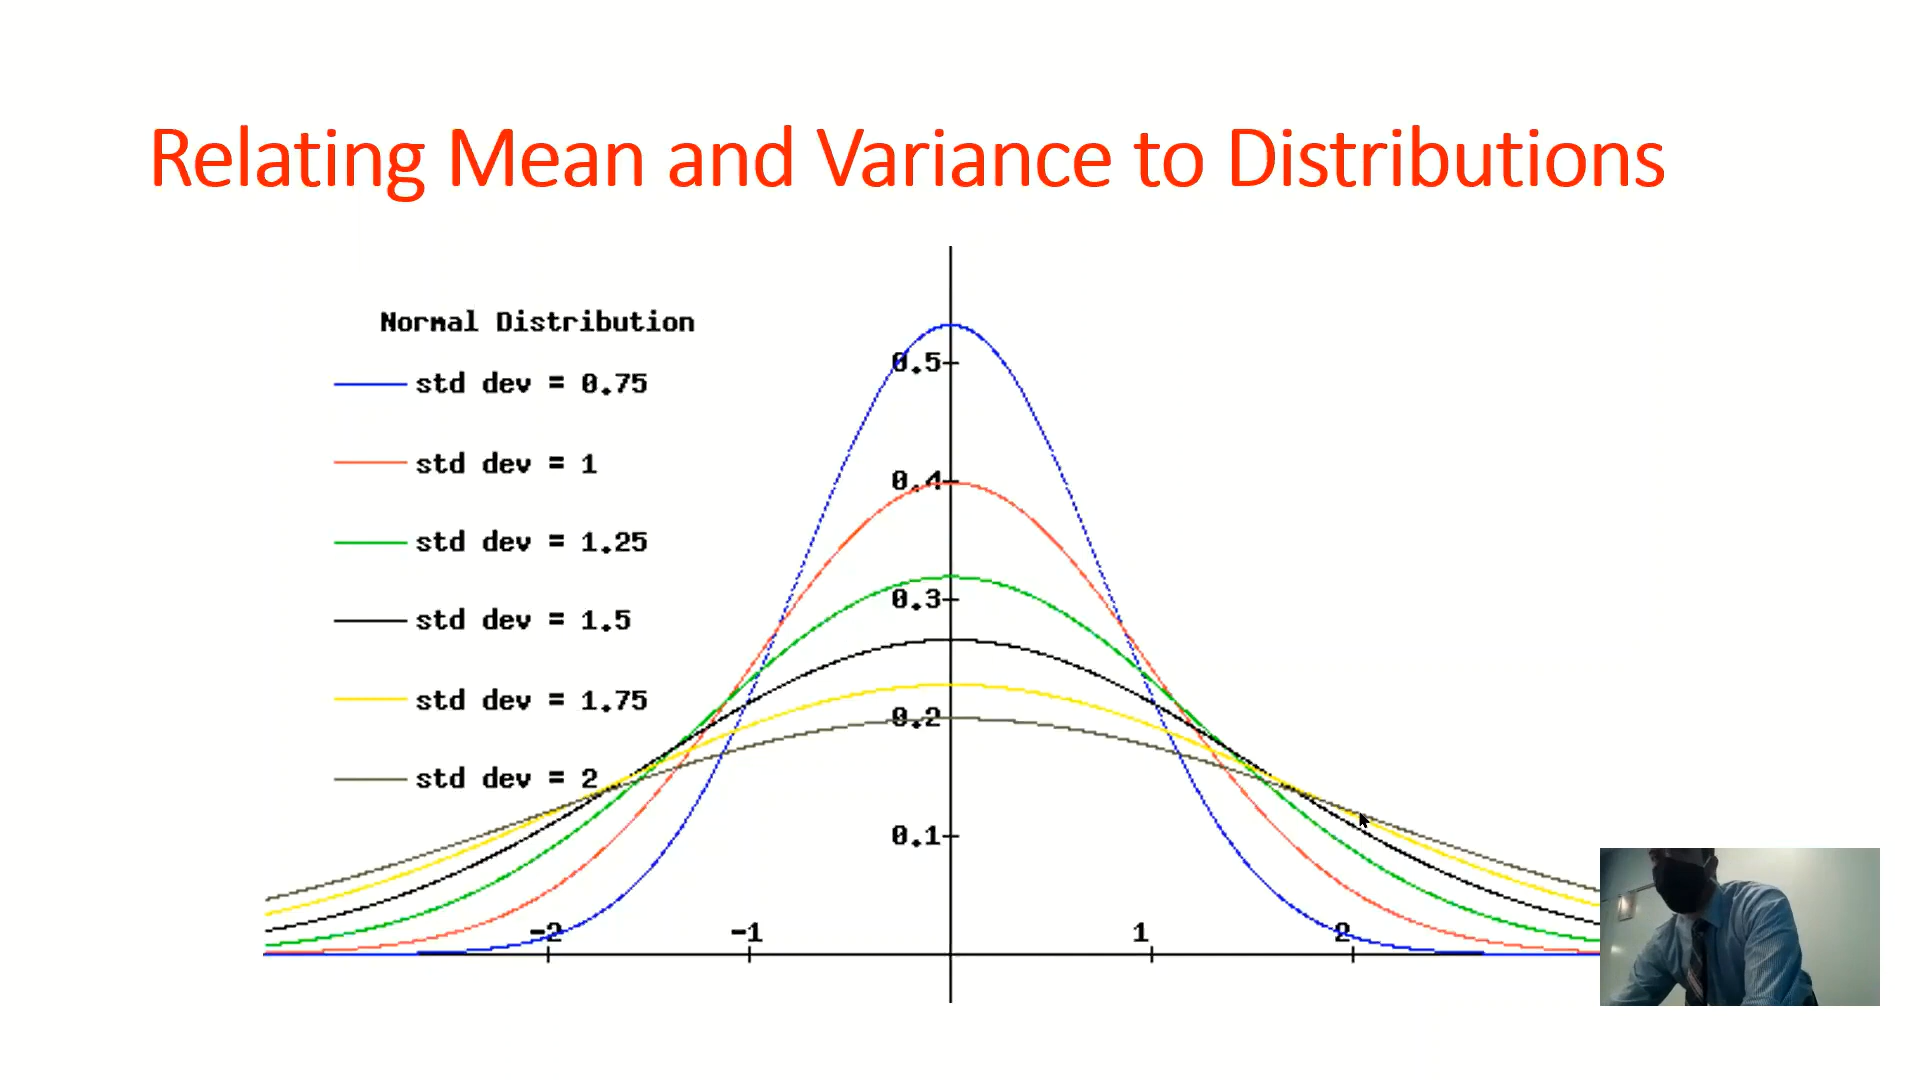 Relating Mean and Variance to Distributions
Normal Distribution
std dev = 0.75
std dev = 1
std dev = 1.25
std dev = 1.5
std dev = 1.75
std dev = 2
0.5
0.4
0.3
0.2
0.1
-2 -1 1 2